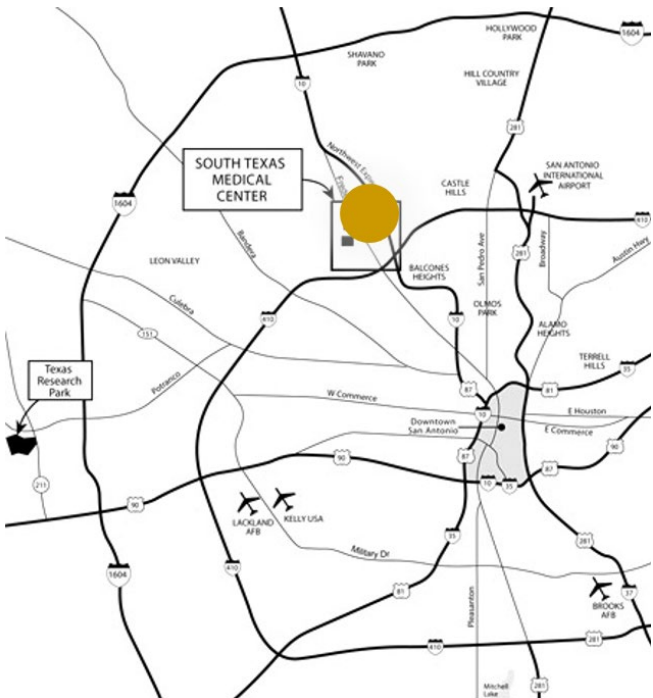 HOLLYWOOD
PARK
1604
SHAVANO
PARK
HILL COUNTRY
VILLAGE
10
281
SOUTH TEXAS
MEDICAL
CENTER
Northwest
SAN ANTONIO
INTERNATIONAL
AIRPORT
CASTLE
HILLS
1604
410
Bandera
San Pedro Ave
Broadway
Austin Hwy
281
LEON VALLEY
BALCONES
HEIGHTS
Culebra
OLMOS
PARK
410
10
151
ALAMO
HEIGHTS
TERRELL
HILLS
35
Texas
Research
Park
Potranco
87
81
W Commerce
10
E Houston
Downtown
San Antonio
E Commerce
90
87
90
87
211
10
35
90
LACKLAND
AFB
KELLY USA
35
281
Military Dr
1604
410
81
Pleasanton
37
BROOKS
AFB
410
281
281
Mitchell
Lake